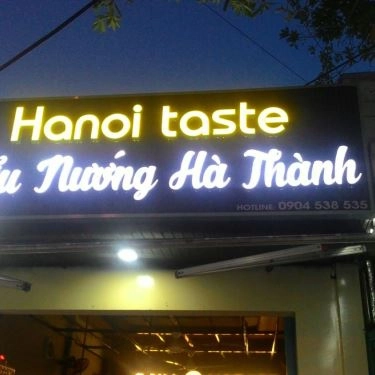 Hanoi taste
Nướng Hà Thành
HOTLINE: 0904 538 535